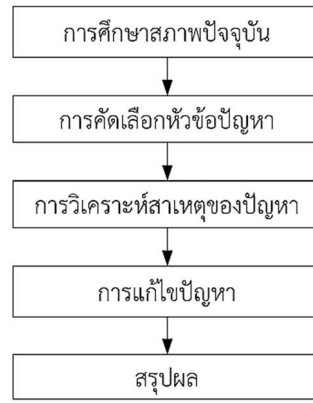 การศึกษาสภาพปัจจุบัน
การคัดเลือกหัวข้อปัญหา
การวิเคราะห์สาเหตุของปัญหา
การแก้ไขปัญหา
สรุปผล